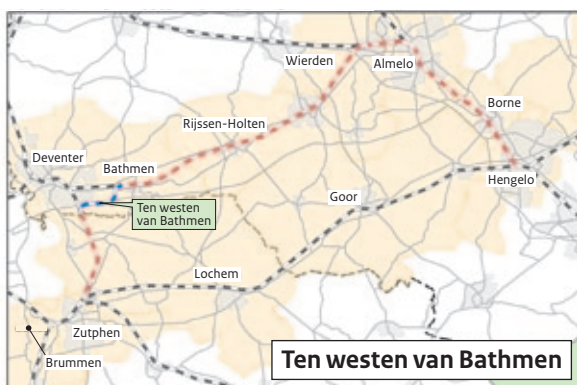 Wierden
Almelo
Borne
Rijssen-Holten
Deventer
Bathmen
Hengelo
Goor
Ten westen
van Bathmen
Lochem
Zutphen
Brummen
Ten westen van Bathmen